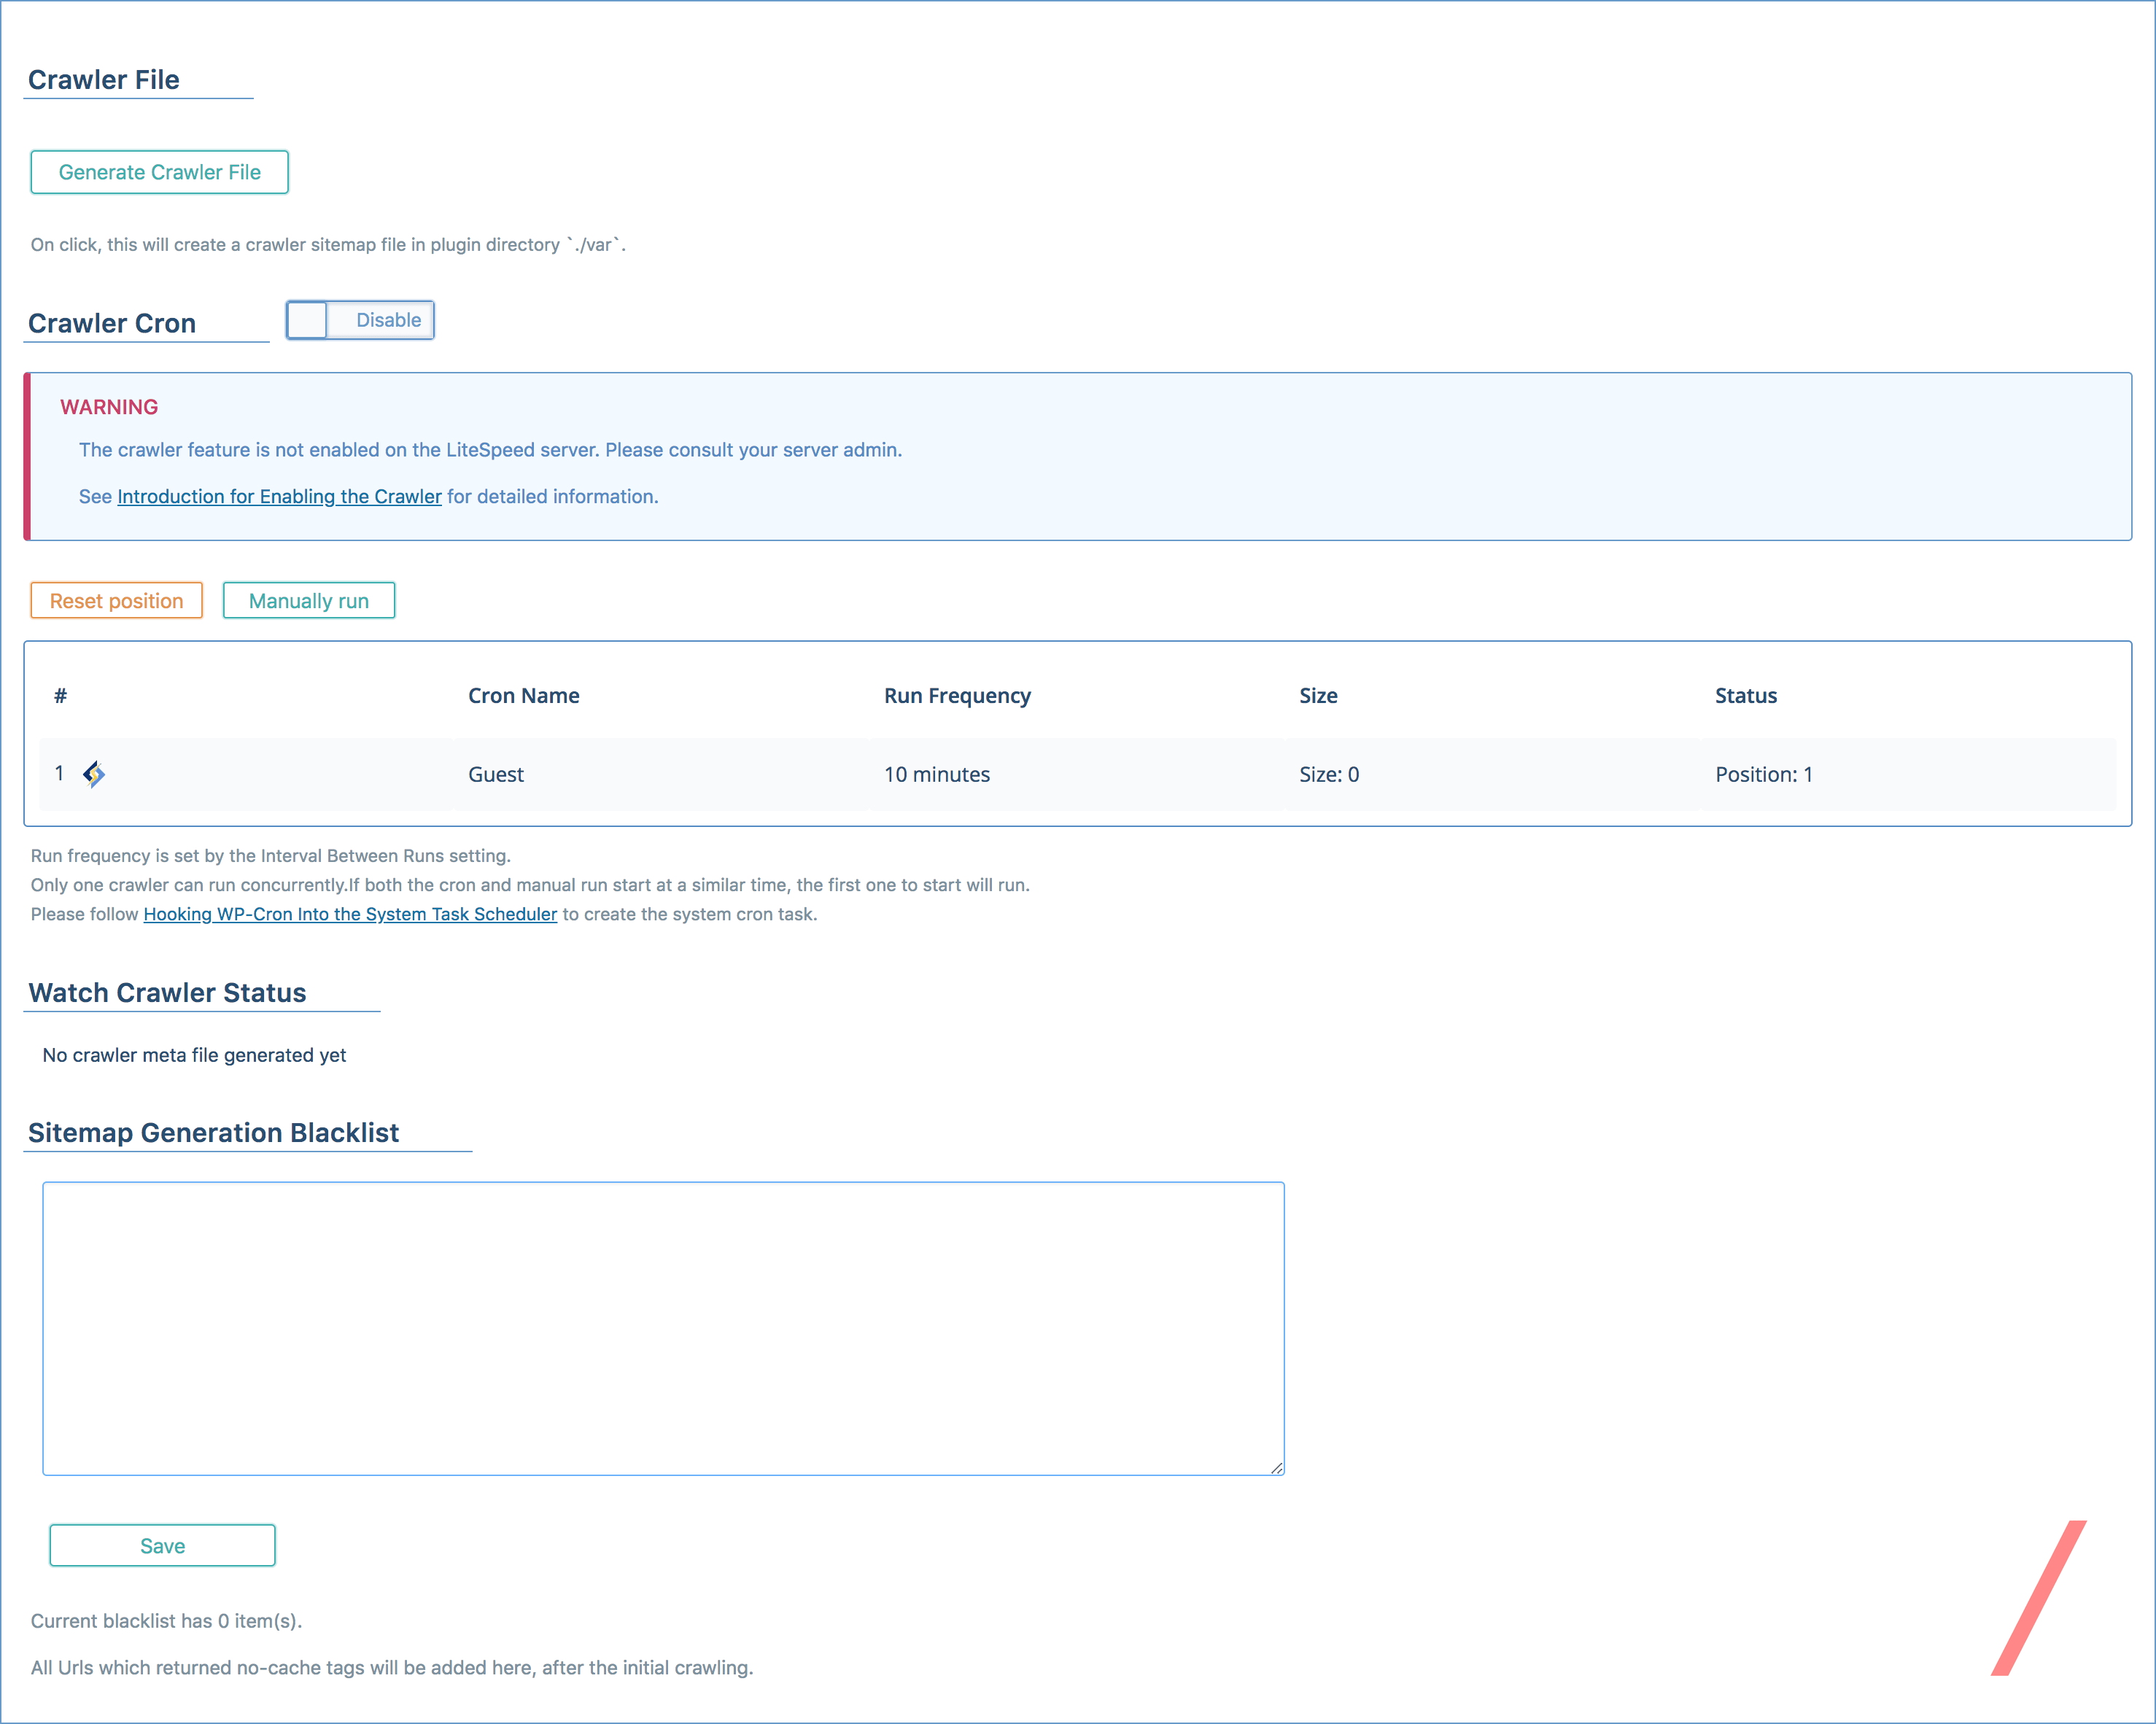 Crawler File
Generate Crawler File
On click, this will create a crawler sitemap file in plugin directory `./var`.
Crawler Cron
Disable
WARNING
The crawler feature is not enabled on the LiteSpeed server. Please consult your server admin.
See Introduction for Enabling the Crawler for detailed information.
Reset position
Manually run
# Cron Name Run Frequency Size Status
1 Guest 10 minutes Size: 0 Position: 1
Run frequency is set by the Interval Between Runs setting.
Only one crawler can run concurrently.If both the cron and manual run start at a similar time, the first one to start will run.
Please follow Hooking WP-Cron Into the System Task Scheduler to create the system cron task.
Watch Crawler Status
No crawler meta file generated yet
Sitemap Generation Blacklist
Save
Current blacklist has 0 item(s).
All Urls which returned no-cache tags will be added here, after the initial crawling.